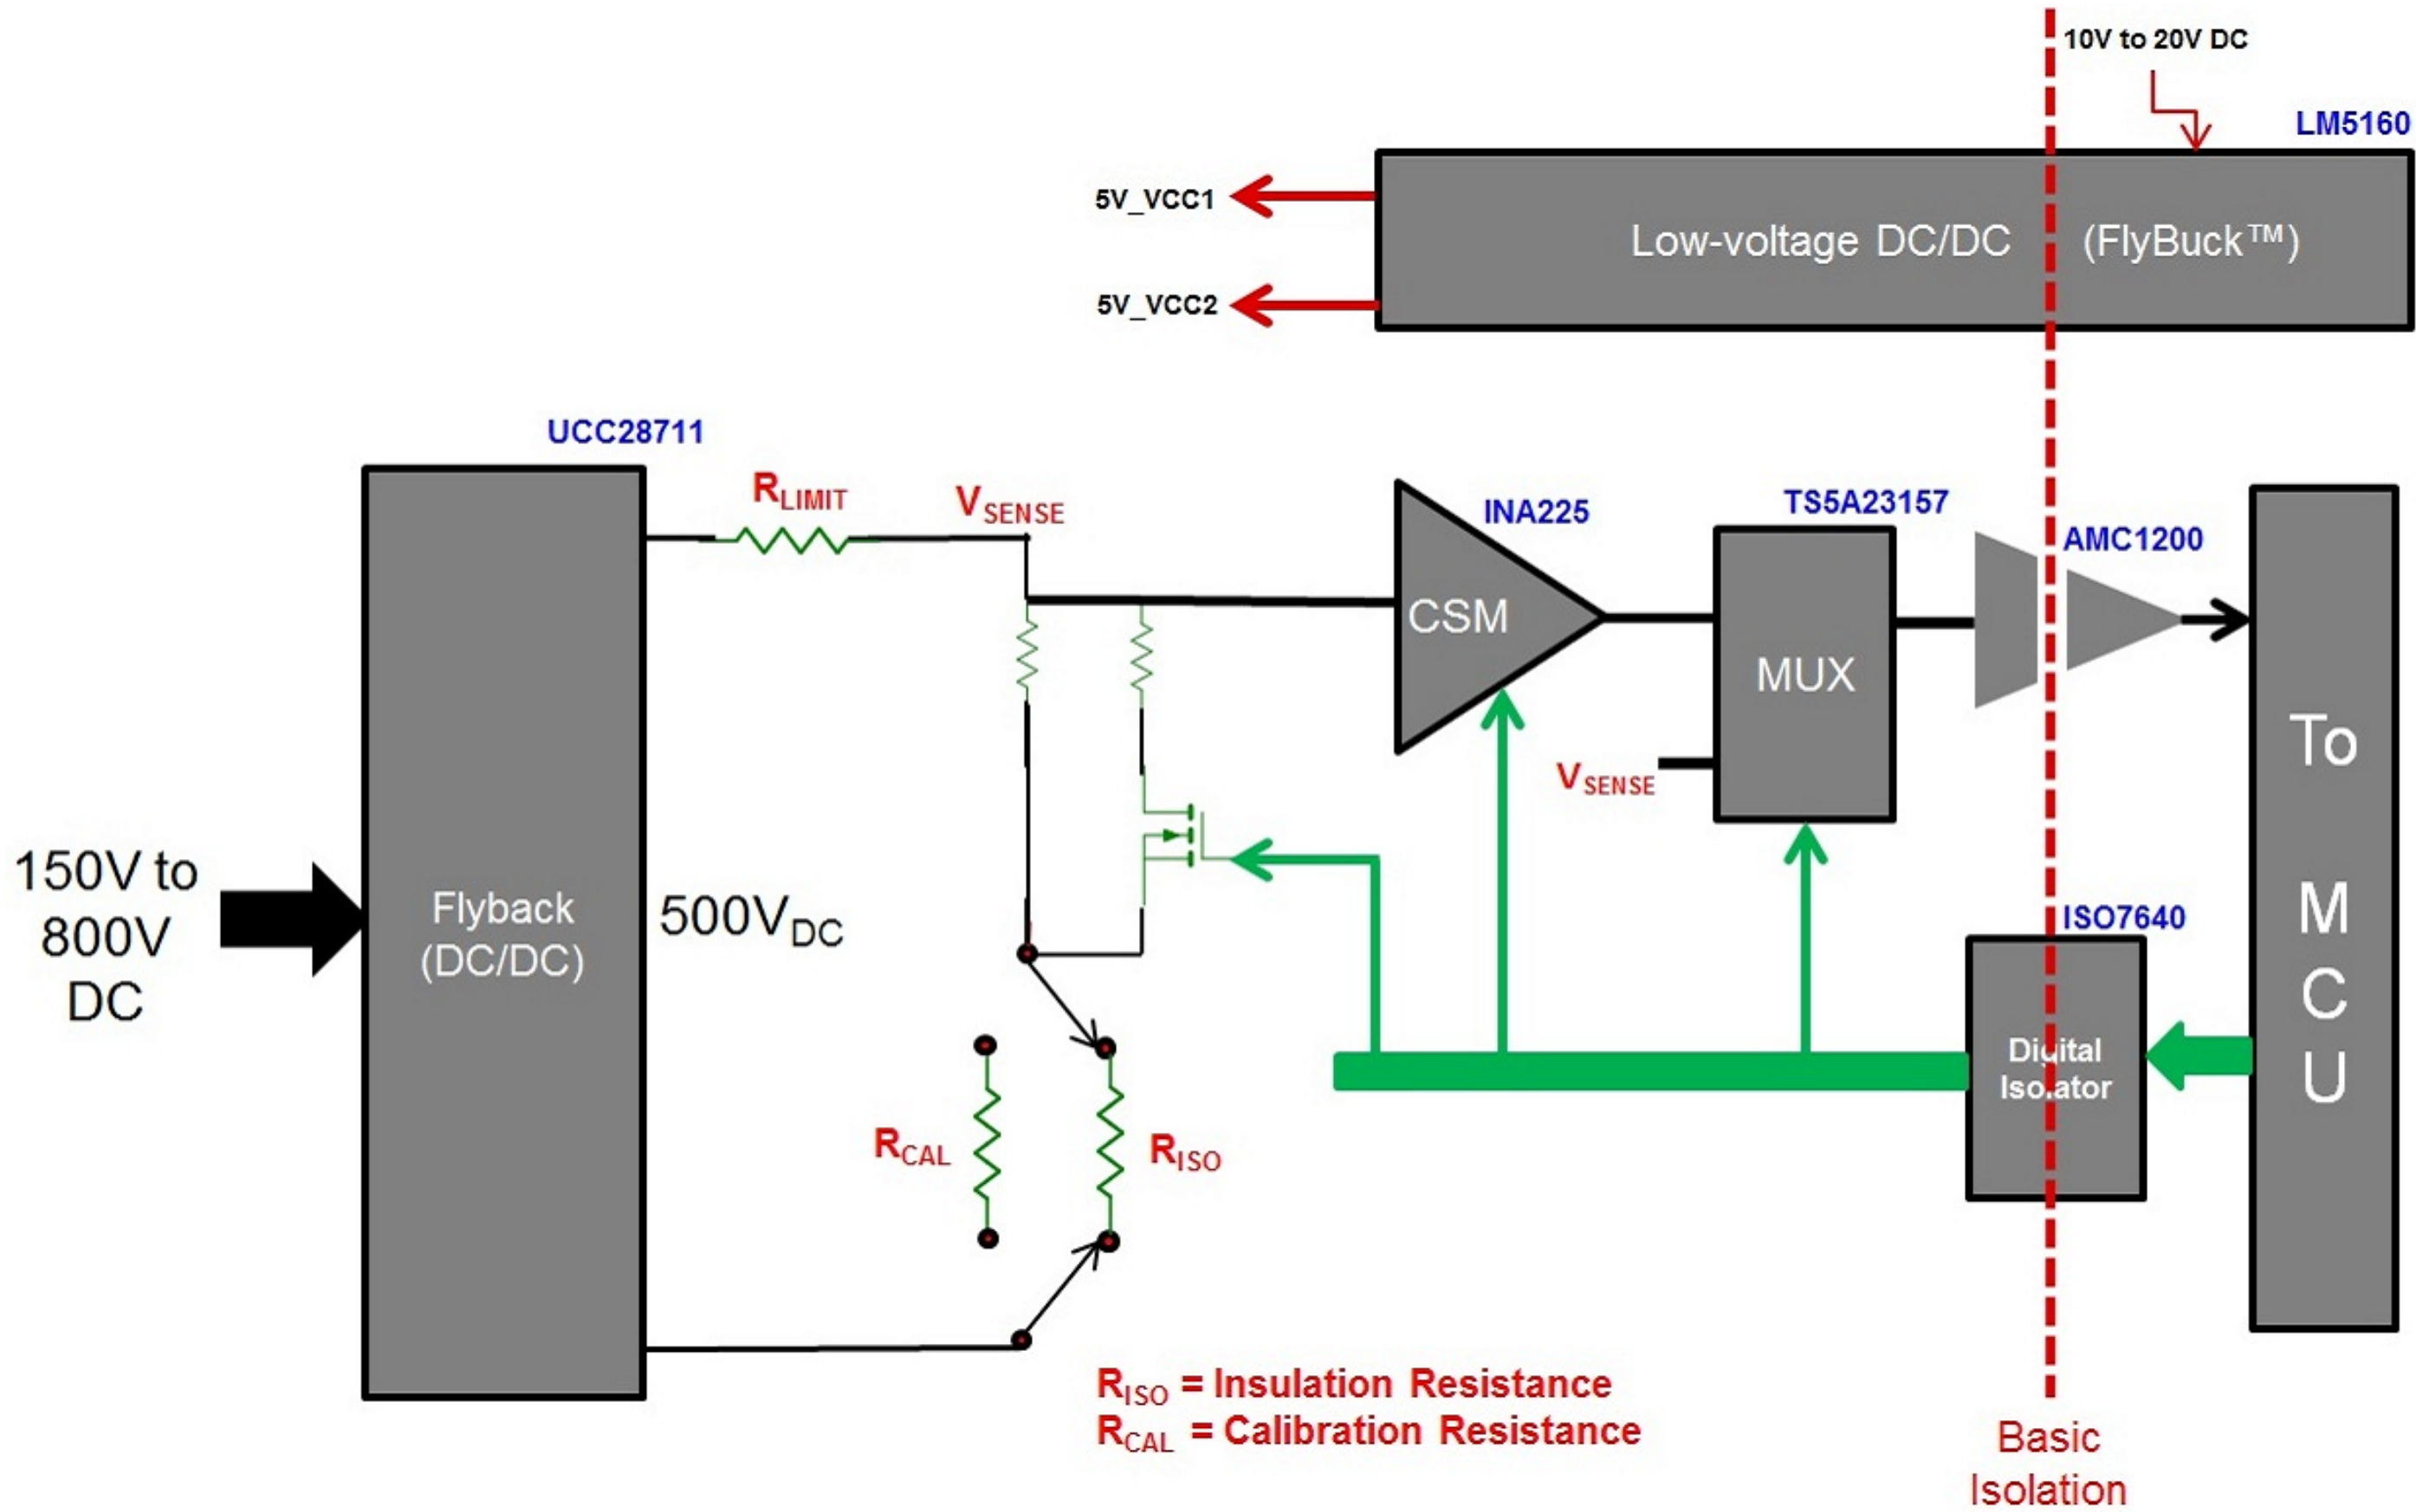 10V to 20V DC
LM5160
5V_VCC1
Low-voltage DC/DC (FlyBuck™)
5V_VCC2
UCC28711
RLIMIT
VSENSE
INA225
TS5A23157
AMC1200
CSM
MUX
VSENSE
To
M
C
U
150V to
800V
DC
Flyback
(DC/DC)
500VDC
ISO7640
Digital
Isolator
RCAL
RISO
RISO = Insulation Resistance
RCAL = Calibration Resistance
Basic
Isolation